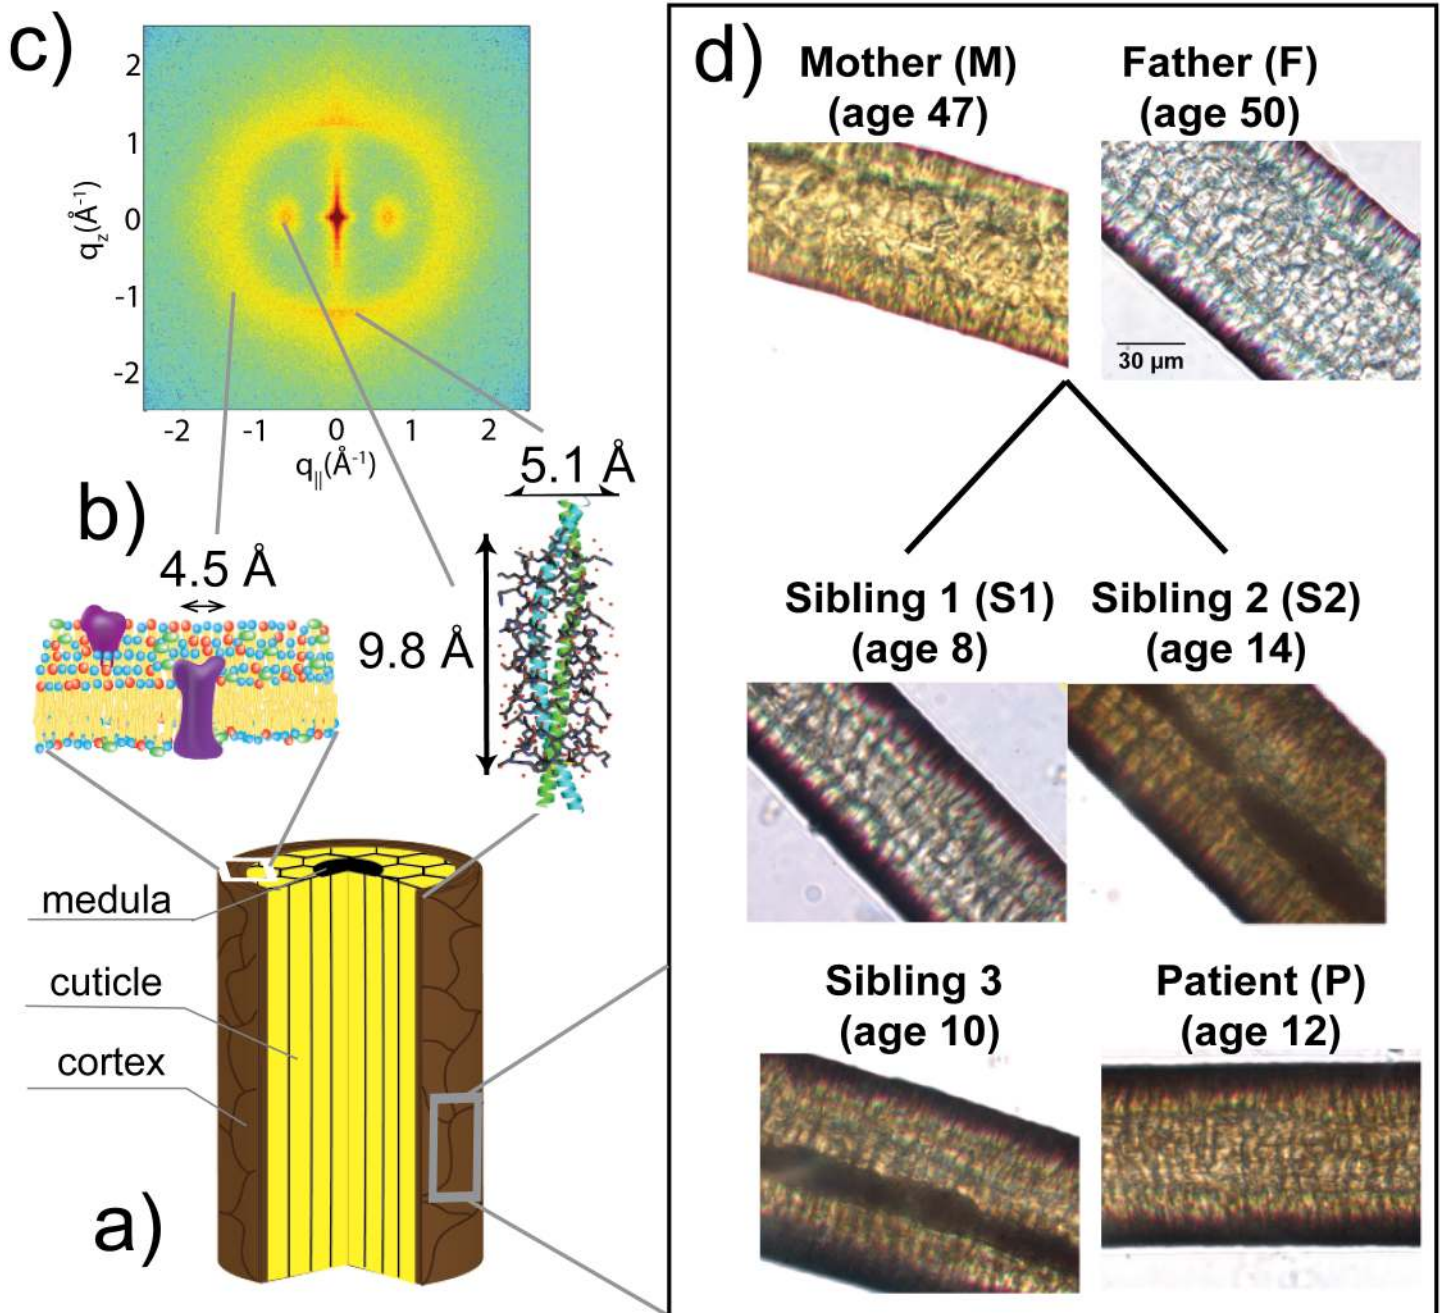 c)
2
1
0
-1
-2
q_z(Å⁻¹)
-2 -1 0 1 2
q_||(Å⁻¹)
b)
4.5 Å
5.1 Å
9.8 Å
medula
cuticle
cortex
a)
d)
Mother (M)
(age 47)
Father (F)
(age 50)
30 µm
Sibling 1 (S1)
(age 8)
Sibling 2 (S2)
(age 14)
Sibling 3
(age 10)
Patient (P)
(age 12)